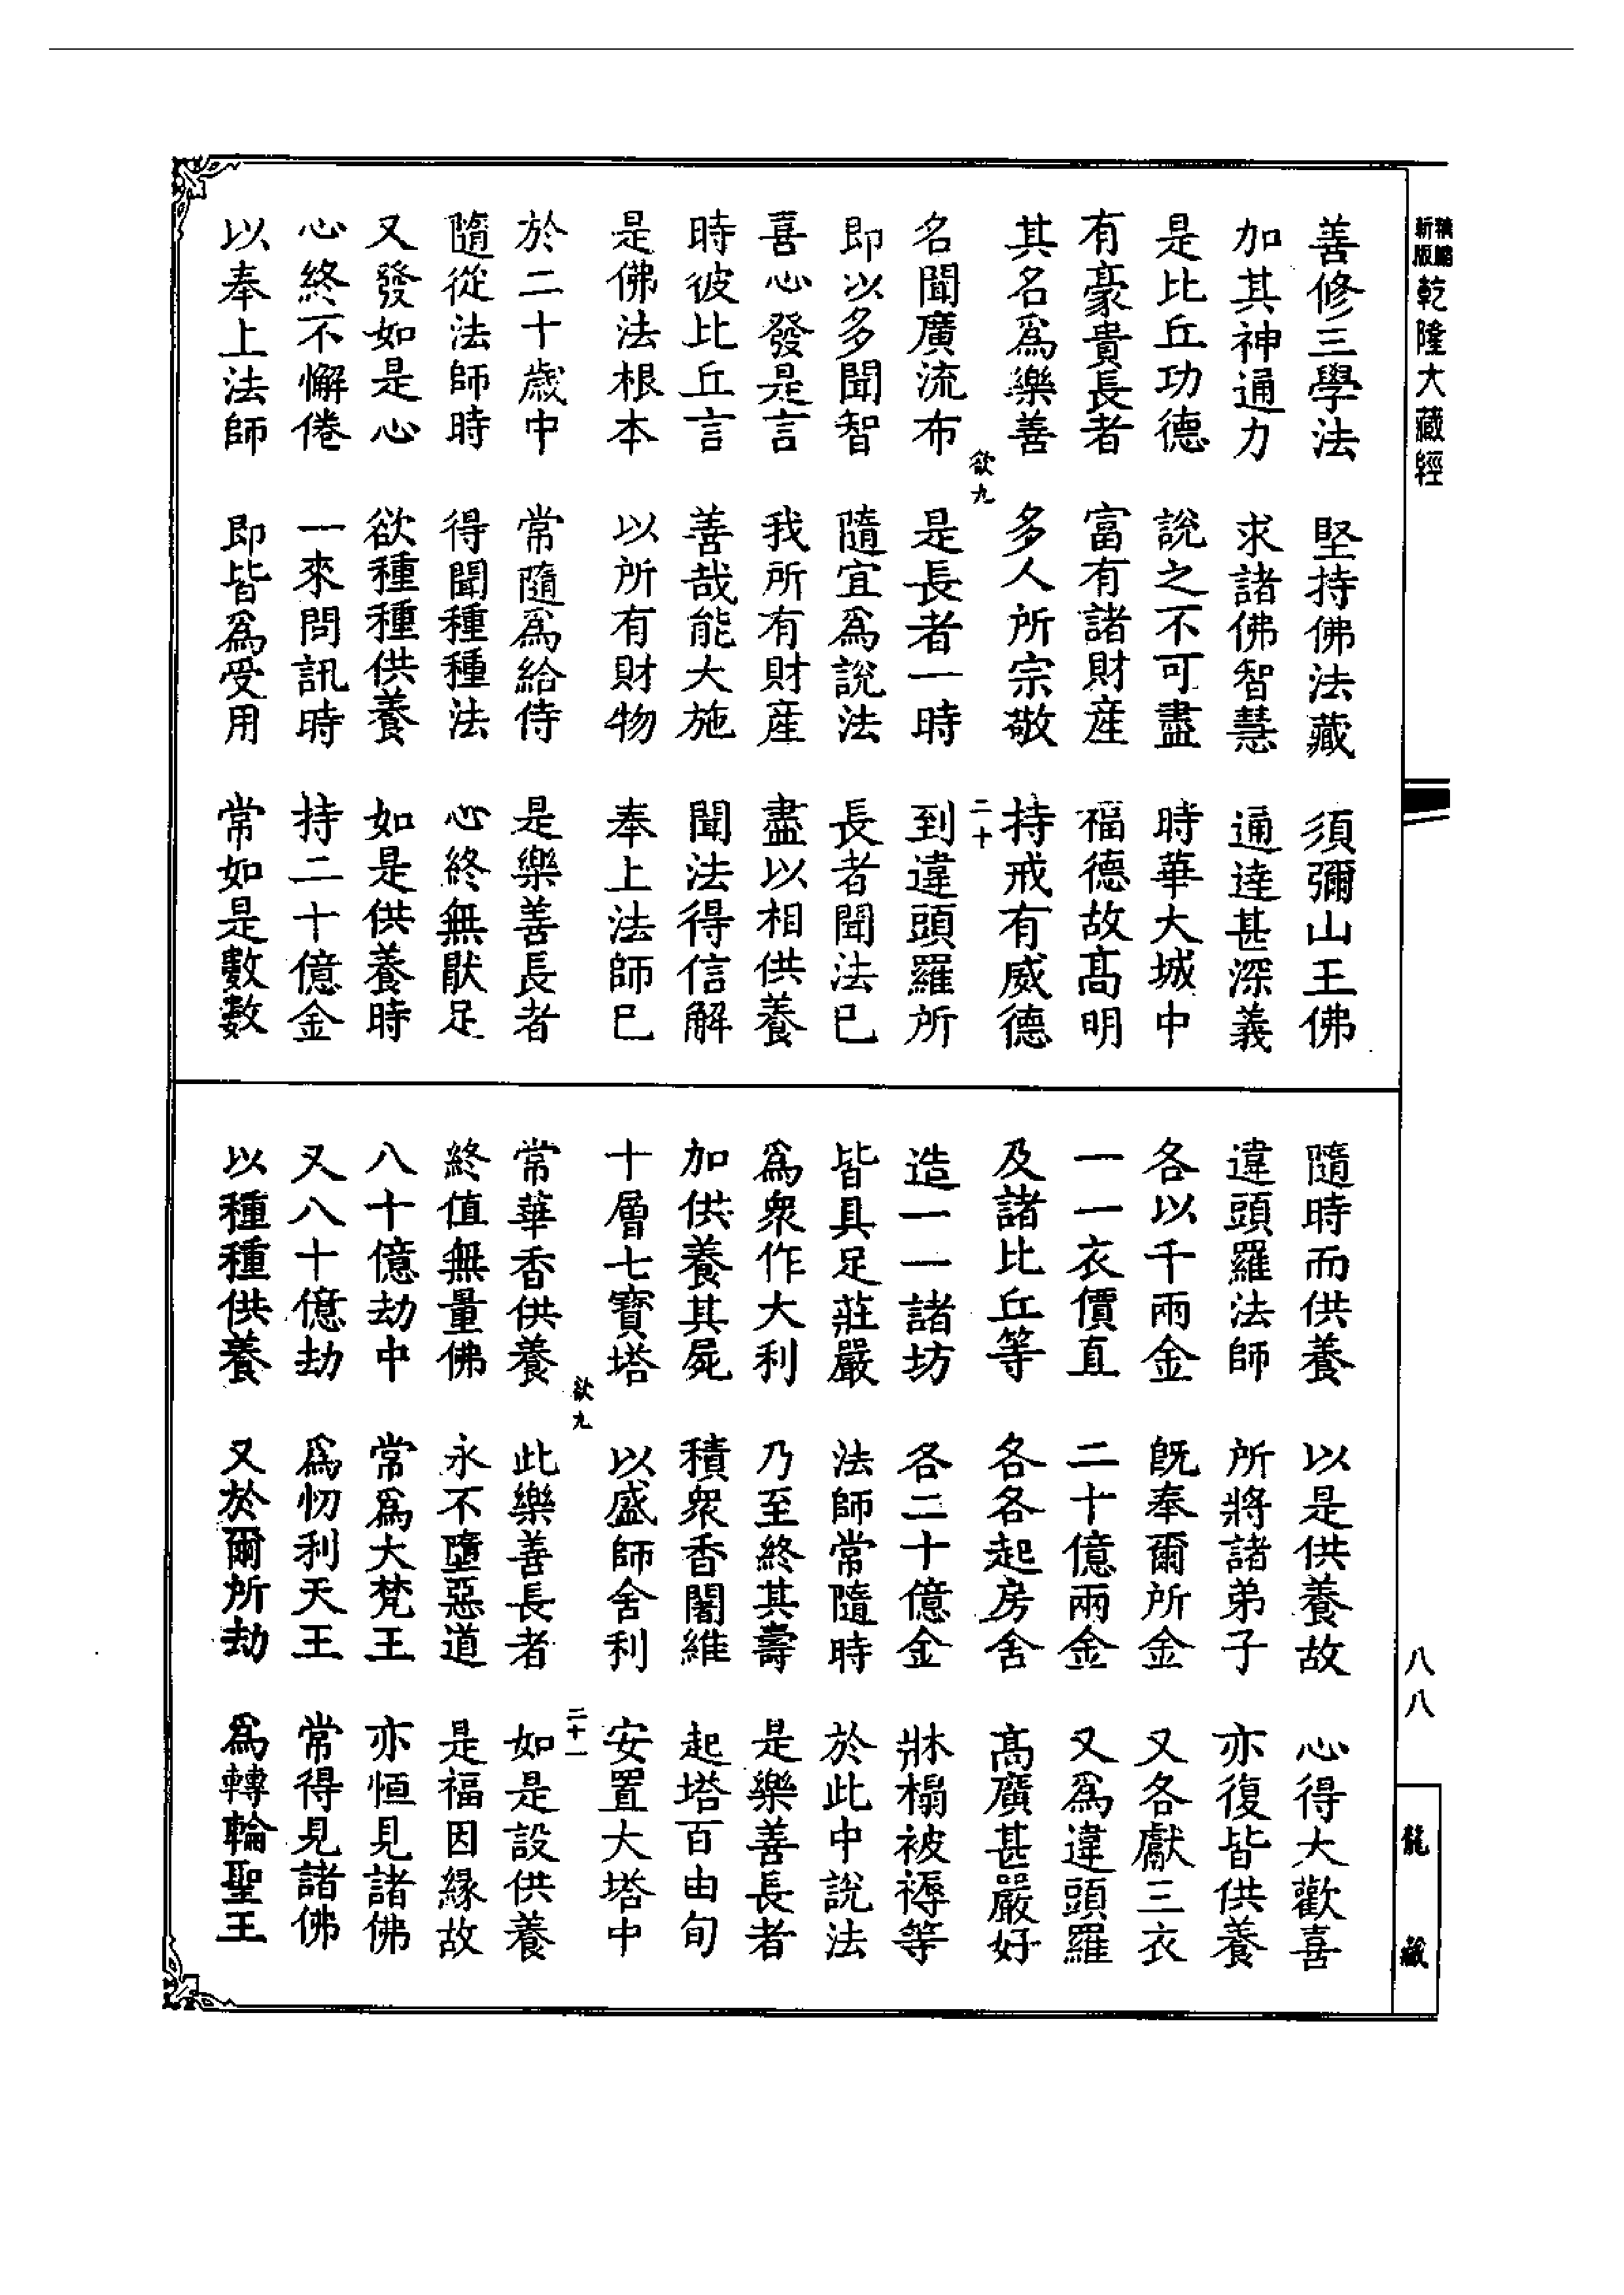 精縮
新版
乾隆大藏經
善修三學法　堅持佛法藏　須彌山王佛
加其神通力　求諸佛智慧　通達甚深義
是比丘功德　說之不可盡　時華大城中
有豪貴長者　富有諸財産　福德故高明
其名爲樂善　多人所宗敬　持戒有威德
欲九　二十
名聞廣流布　是長者一時　到違頭羅所
即以多聞智　隨宜爲說法　長者聞法已
喜心發是言　我所有財産　盡以相供養
時彼比丘言　善哉能大施　聞法得信解
是佛法根本　以所有財物　奉上法師已
於二十歲中　常隨爲給侍　是樂善長者
隨從法師時　得聞種種法　心終無猒足
又發如是心　欲種種供養　如是供養時
心終不懈倦　一來問訊時　持二十億金
以奉上法師　即皆爲受用　常如是數數
隨時而供養　以是供養故　心得大歡喜
違頭羅法師　所將諸弟子　亦復皆供養
各以千兩金　旣奉爾所金　又各獻三衣
一一衣價直　二十億兩金　又爲違頭羅
及諸比丘等　各各起房舍　高廣甚嚴好
造一一諸坊　各二十億金　牀榻被褥等
皆具足莊嚴　法師常隨時　於此中說法
爲衆作大利　乃至終其壽　是樂善長者
加供養其屍　積衆香闍維　起塔百由旬
十層七寶塔　以盛師舍利　安置大塔中
欲九　二十一
常華香供養　此樂善長者　如是設供養
終值無量佛　永不墮惡道　是福因緣故
八十億劫中　常爲大梵王　亦恒見諸佛
又八十億劫　爲忉利天王　常得見諸佛
以種種供養　又於爾所劫　爲轉輪聖王
八八
龍藏